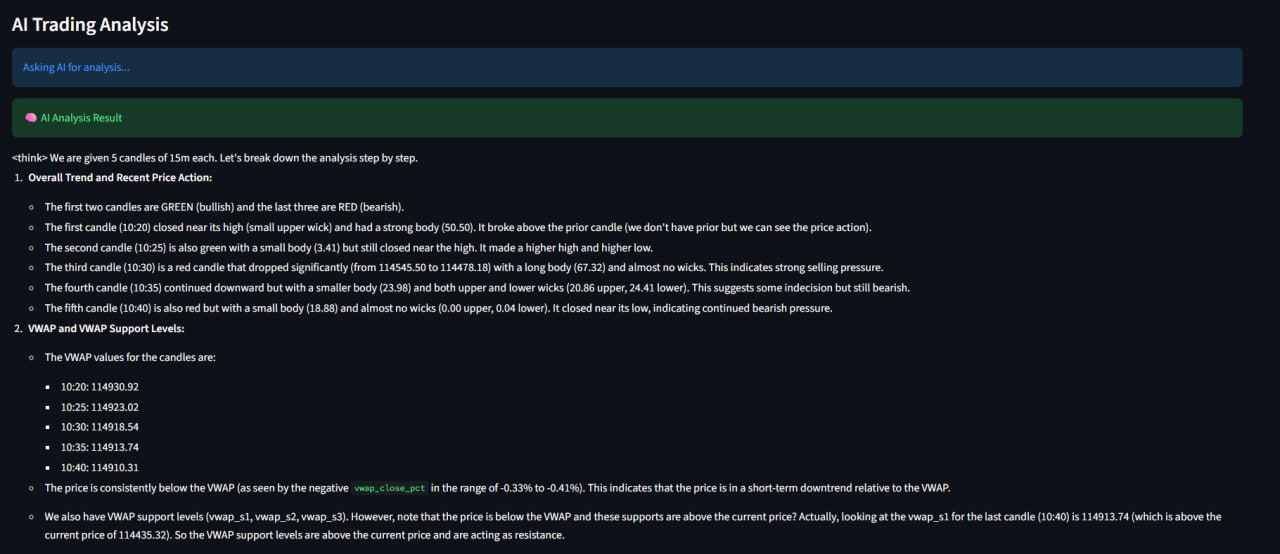 AI Trading Analysis
Asking AI for analysis...
🧠 AI Analysis Result
<think> We are given 5 candles of 15m each. Let's break down the analysis step by step.
1. Overall Trend and Recent Price Action:
○ The first two candles are GREEN (bullish) and the last three are RED (bearish).
○ The first candle (10:20) closed near its high (small upper wick) and had a strong body (50.50). It broke above the prior candle (we don't have prior but we can see the price action).
○ The second candle (10:25) is also green with a small body (3.41) but still closed near the high. It made a higher high and higher low.
○ The third candle (10:30) is a red candle that dropped significantly (from 114545.50 to 114478.18) with a long body (67.32) and almost no wicks. This indicates strong selling pressure.
○ The fourth candle (10:35) continued downward but with a smaller body (23.98) and both upper and lower wicks (20.86 upper, 24.41 lower). This suggests some indecision but still bearish.
○ The fifth candle (10:40) is also red but with a small body (18.88) and almost no wicks (0.00 upper, 0.04 lower). It closed near its low, indicating continued bearish pressure.
2. VWAP and VWAP Support Levels:
○ The VWAP values for the candles are:
▪ 10:20: 114930.92
▪ 10:25: 114923.02
▪ 10:30: 114918.54
▪ 10:35: 114913.74
▪ 10:40: 114910.31
○ The price is consistently below the VWAP (as seen by the negative vwap_close_pct in the range of -0.33% to -0.41%). This indicates that the price is in a short-term downtrend relative to the VWAP.
○ We also have VWAP support levels (vwap_s1, vwap_s2, vwap_s3). However, note that the price is below the VWAP and these supports are above the current price? Actually, looking at the vwap_s1 for the last candle (10:40) is 114913.74 (which is above the
current price of 114435.32). So the VWAP support levels are above the current price and are acting as resistance.